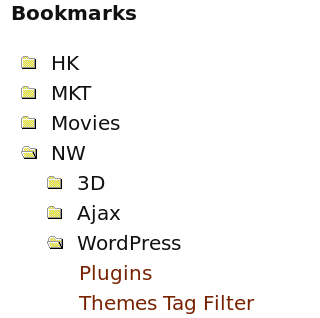 Bookmarks
HK
MKT
Movies
NW
3D
Ajax
WordPress
Plugins
Themes Tag Filter